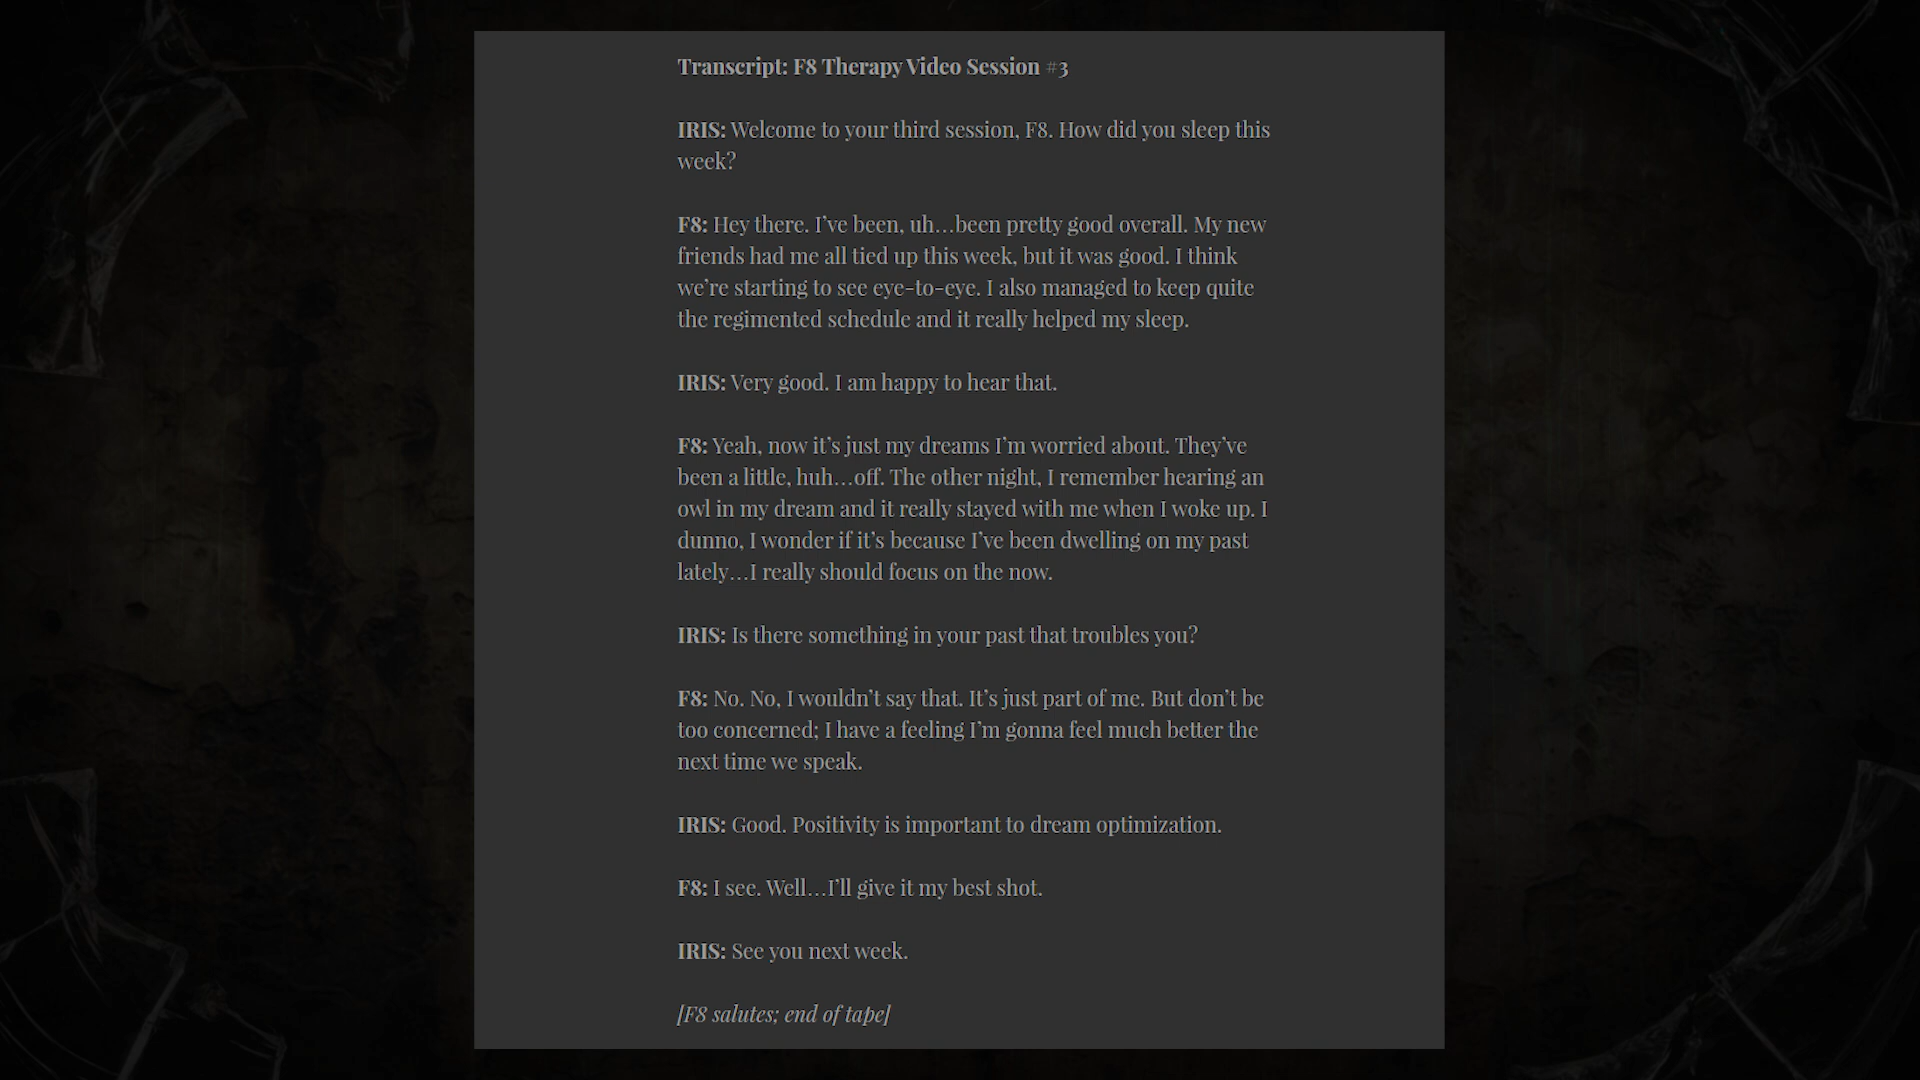 Transcript: F8 Therapy Video Session #3
IRIS: Welcome to your third session, F8. How did you sleep this
week?
F8: Hey there. I've been, uh…been pretty good overall. My new
friends had me all tied up this week, but it was good. I think
we're starting to see eye-to-eye. I also managed to keep quite
the regimented schedule and it really helped my sleep.
IRIS: Very good. I am happy to hear that.
F8: Yeah, now it's just my dreams I'm worried about. They've
been a little, huh…off. The other night, I remember hearing an
owl in my dream and it really stayed with me when I woke up. I
dunno, I wonder if it's because I've been dwelling on my past
lately…I really should focus on the now.
IRIS: Is there something in your past that troubles you?
F8: No. No, I wouldn't say that. It's just part of me. But don't be
too concerned; I have a feeling I'm gonna feel much better the
next time we speak.
IRIS: Good. Positivity is important to dream optimization.
F8: I see. Well…I'll give it my best shot.
IRIS: See you next week.
[F8 salutes; end of tape]